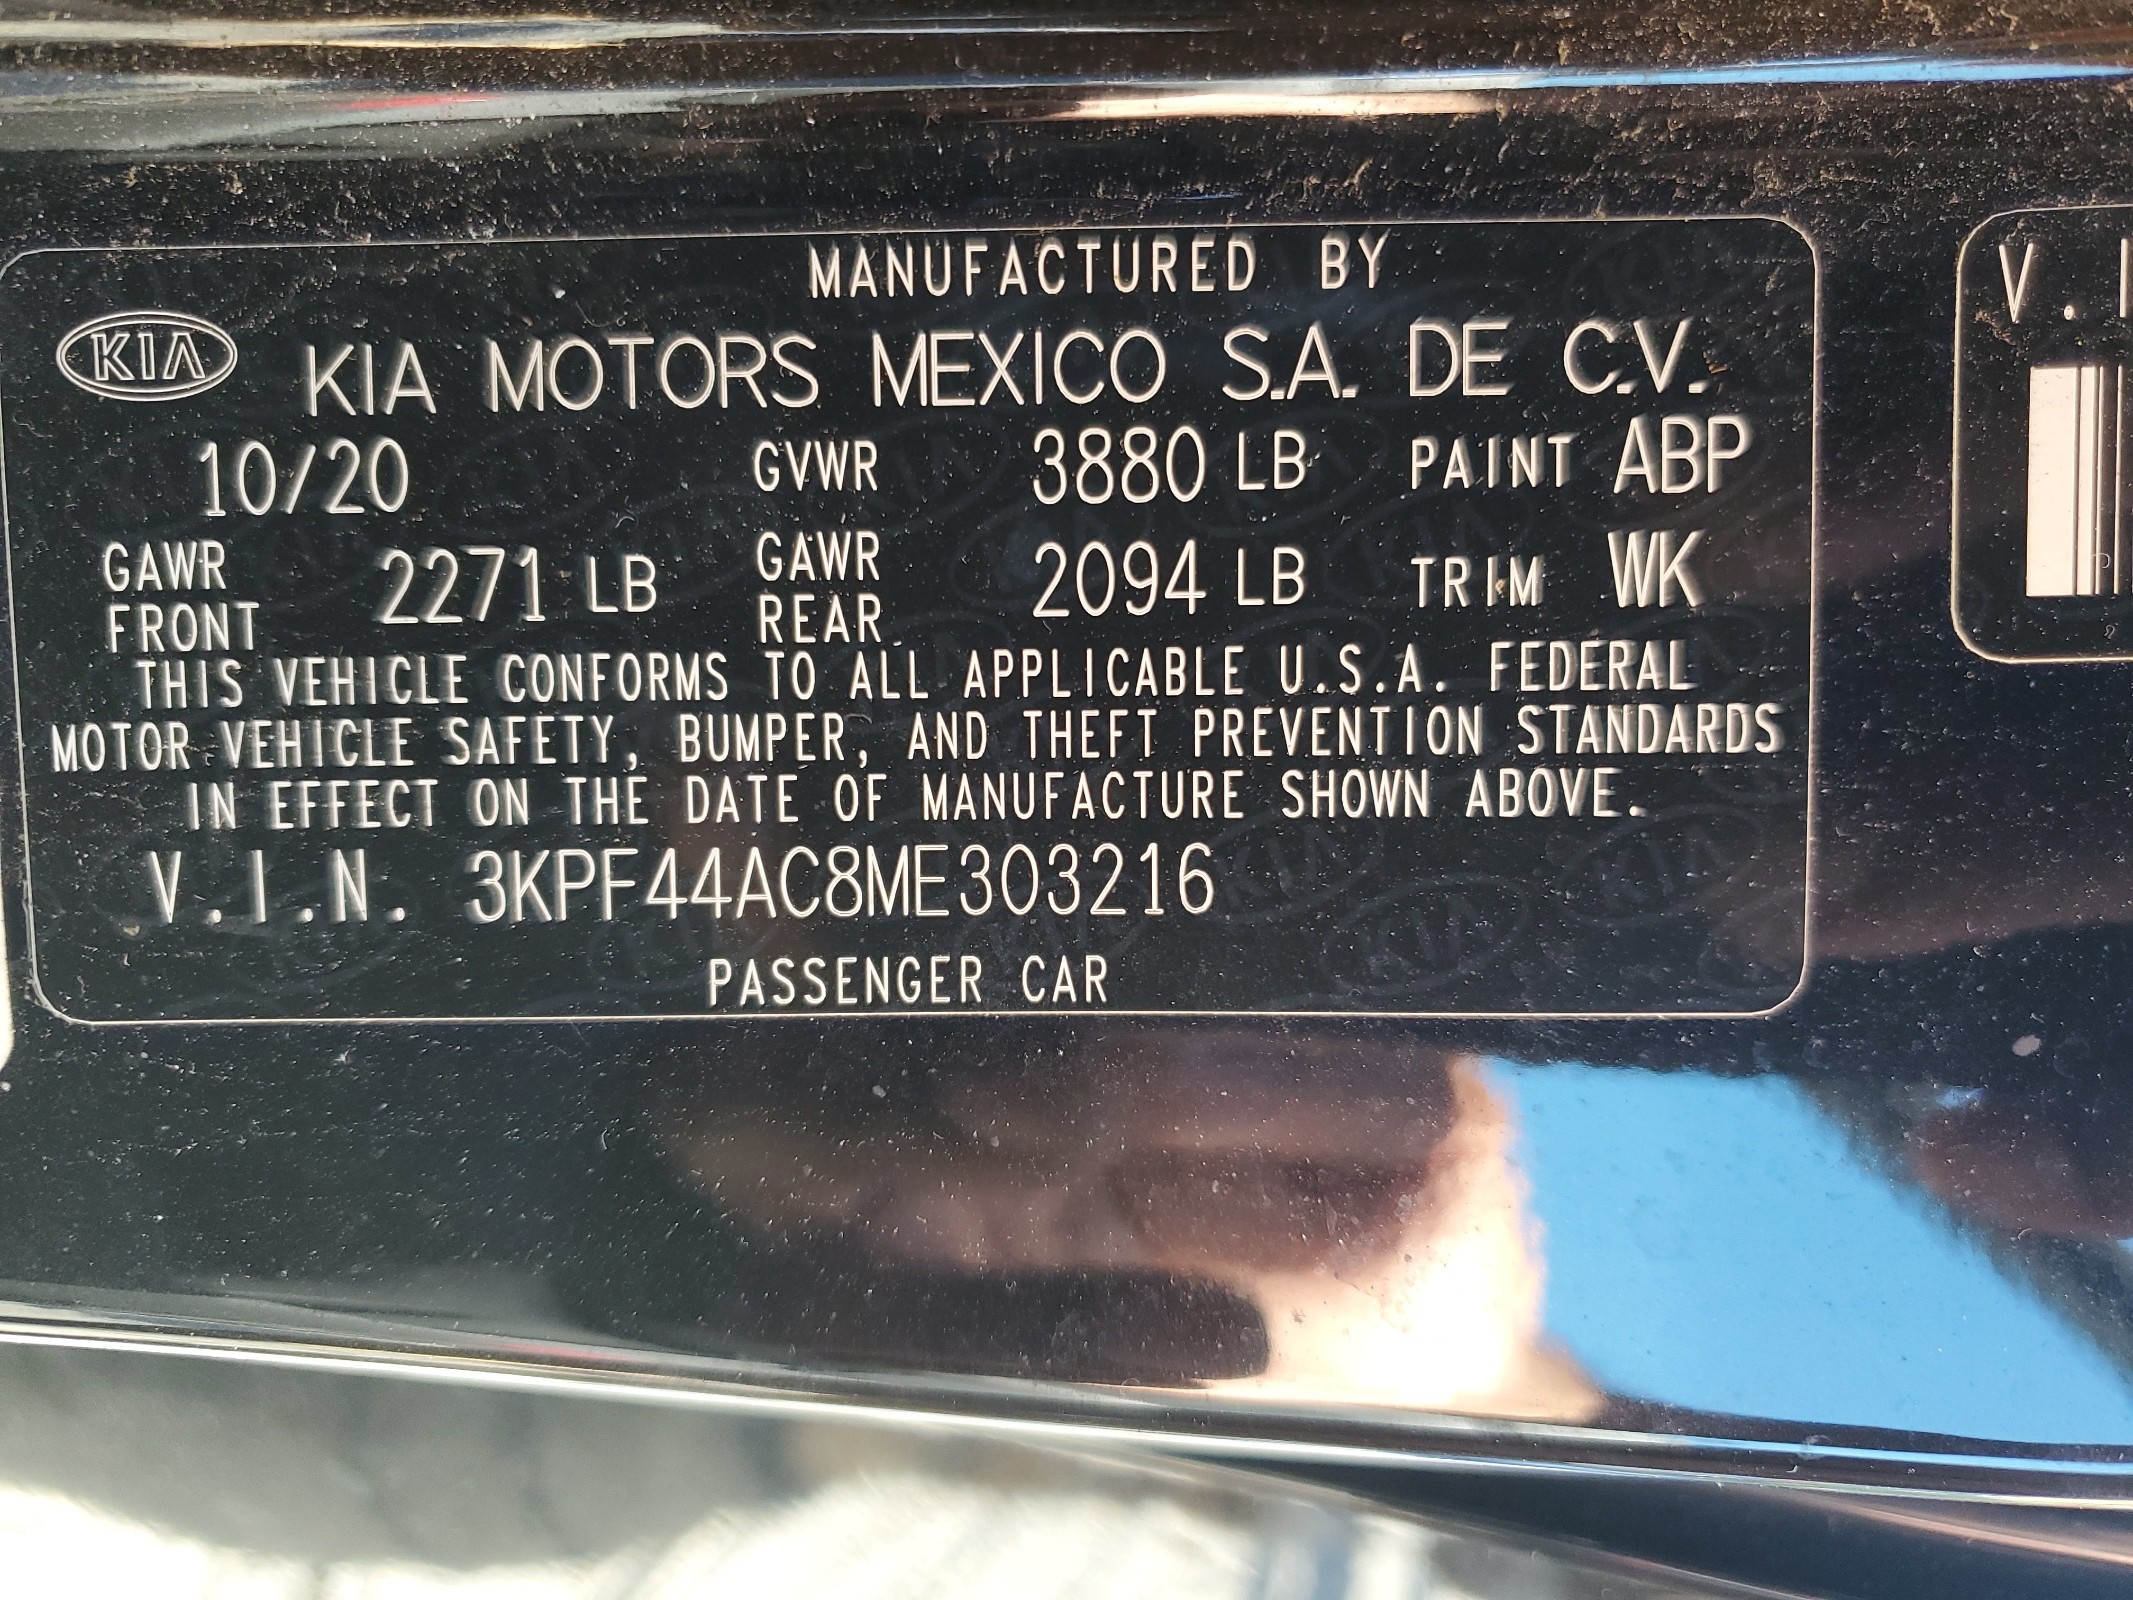 MANUFACTURED BY
KIA KIA MOTORS MEXICO S.A. DE C.V.
10/20 GVWR 3880 LB PAINT ABP
GAWR FRONT 2271 LB GAWR REAR 2094 LB TRIM WK
THIS VEHICLE CONFORMS TO ALL APPLICABLE U.S.A. FEDERAL
MOTOR VEHICLE SAFETY, BUMPER, AND THEFT PREVENTION STANDARDS
IN EFFECT ON THE DATE OF MANUFACTURE SHOWN ABOVE.
V.I.N. 3KPF44AC8ME303216
PASSENGER CAR